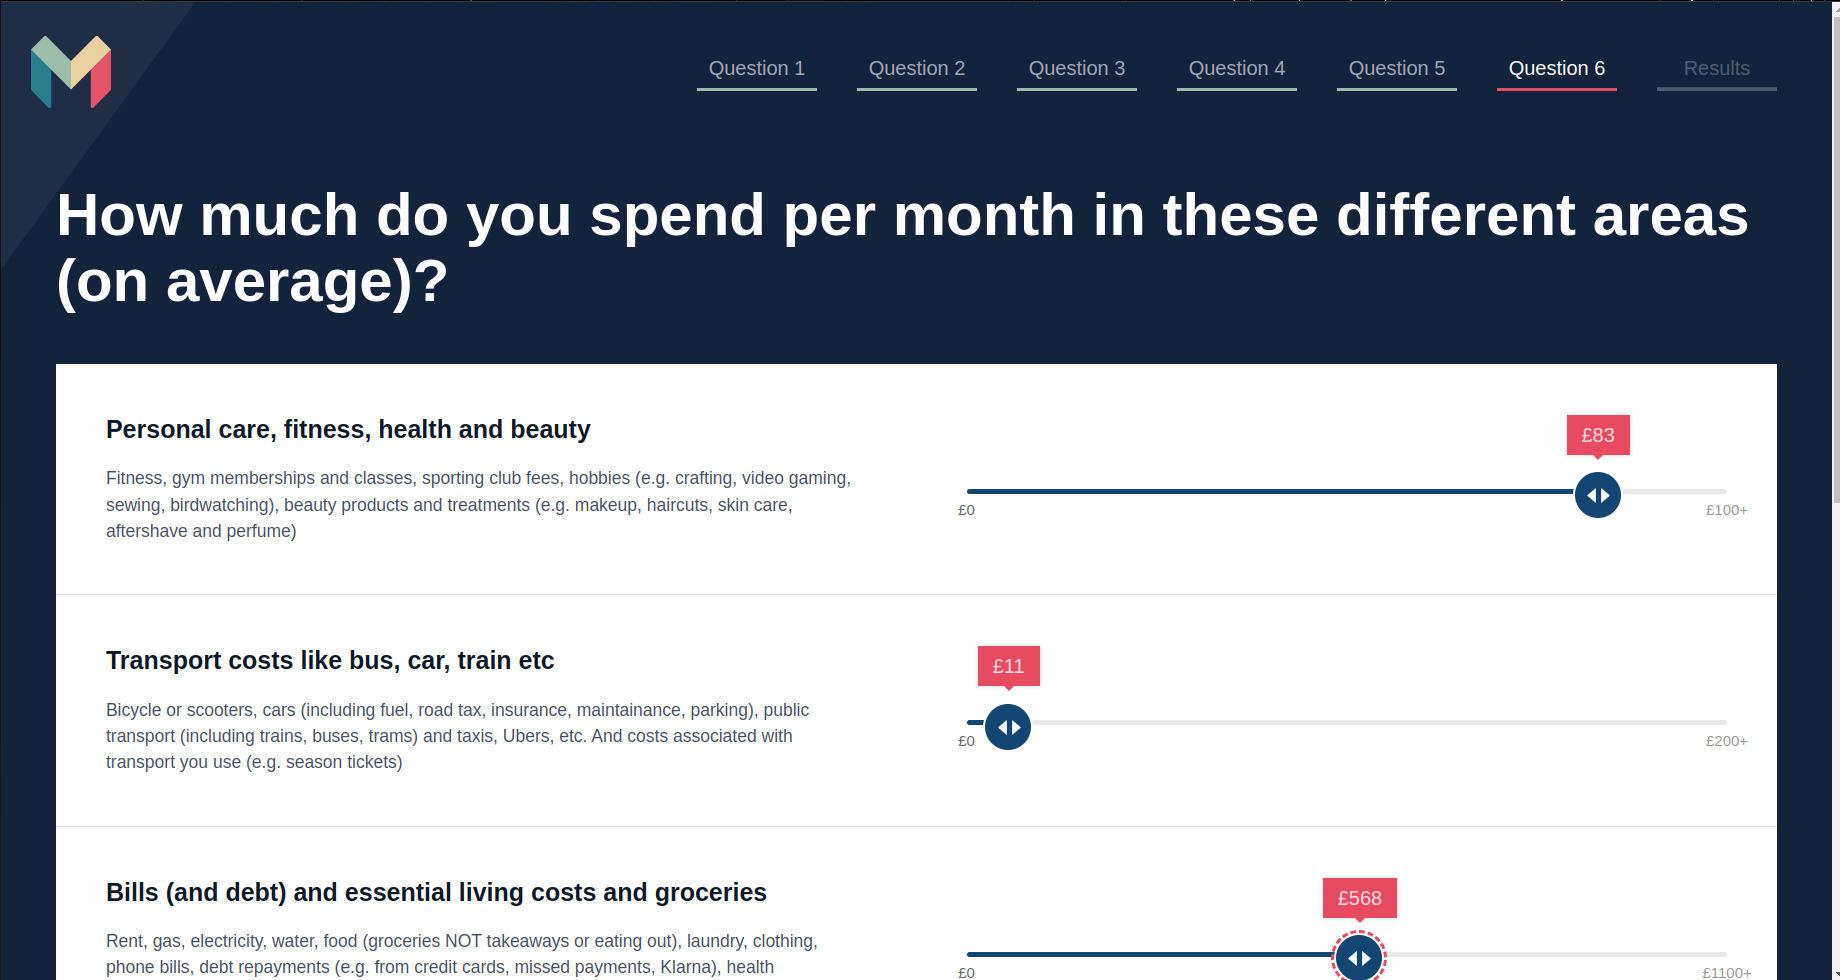 Question 1 Question 2 Question 3 Question 4 Question 5 Question 6 Results
How much do you spend per month in these different areas
(on average)?
Personal care, fitness, health and beauty
Fitness, gym memberships and classes, sporting club fees, hobbies (e.g. crafting, video gaming,
sewing, birdwatching), beauty products and treatments (e.g. makeup, haircuts, skin care,
aftershave and perfume)
£83
£0 £100+
Transport costs like bus, car, train etc
Bicycle or scooters, cars (including fuel, road tax, insurance, maintainance, parking), public
transport (including trains, buses, trams) and taxis, Ubers, etc. And costs associated with
transport you use (e.g. season tickets)
£11
£0 £200+
Bills (and debt) and essential living costs and groceries
Rent, gas, electricity, water, food (groceries NOT takeaways or eating out), laundry, clothing,
phone bills, debt repayments (e.g. from credit cards, missed payments, Klarna), health
£568
£0 £1100+